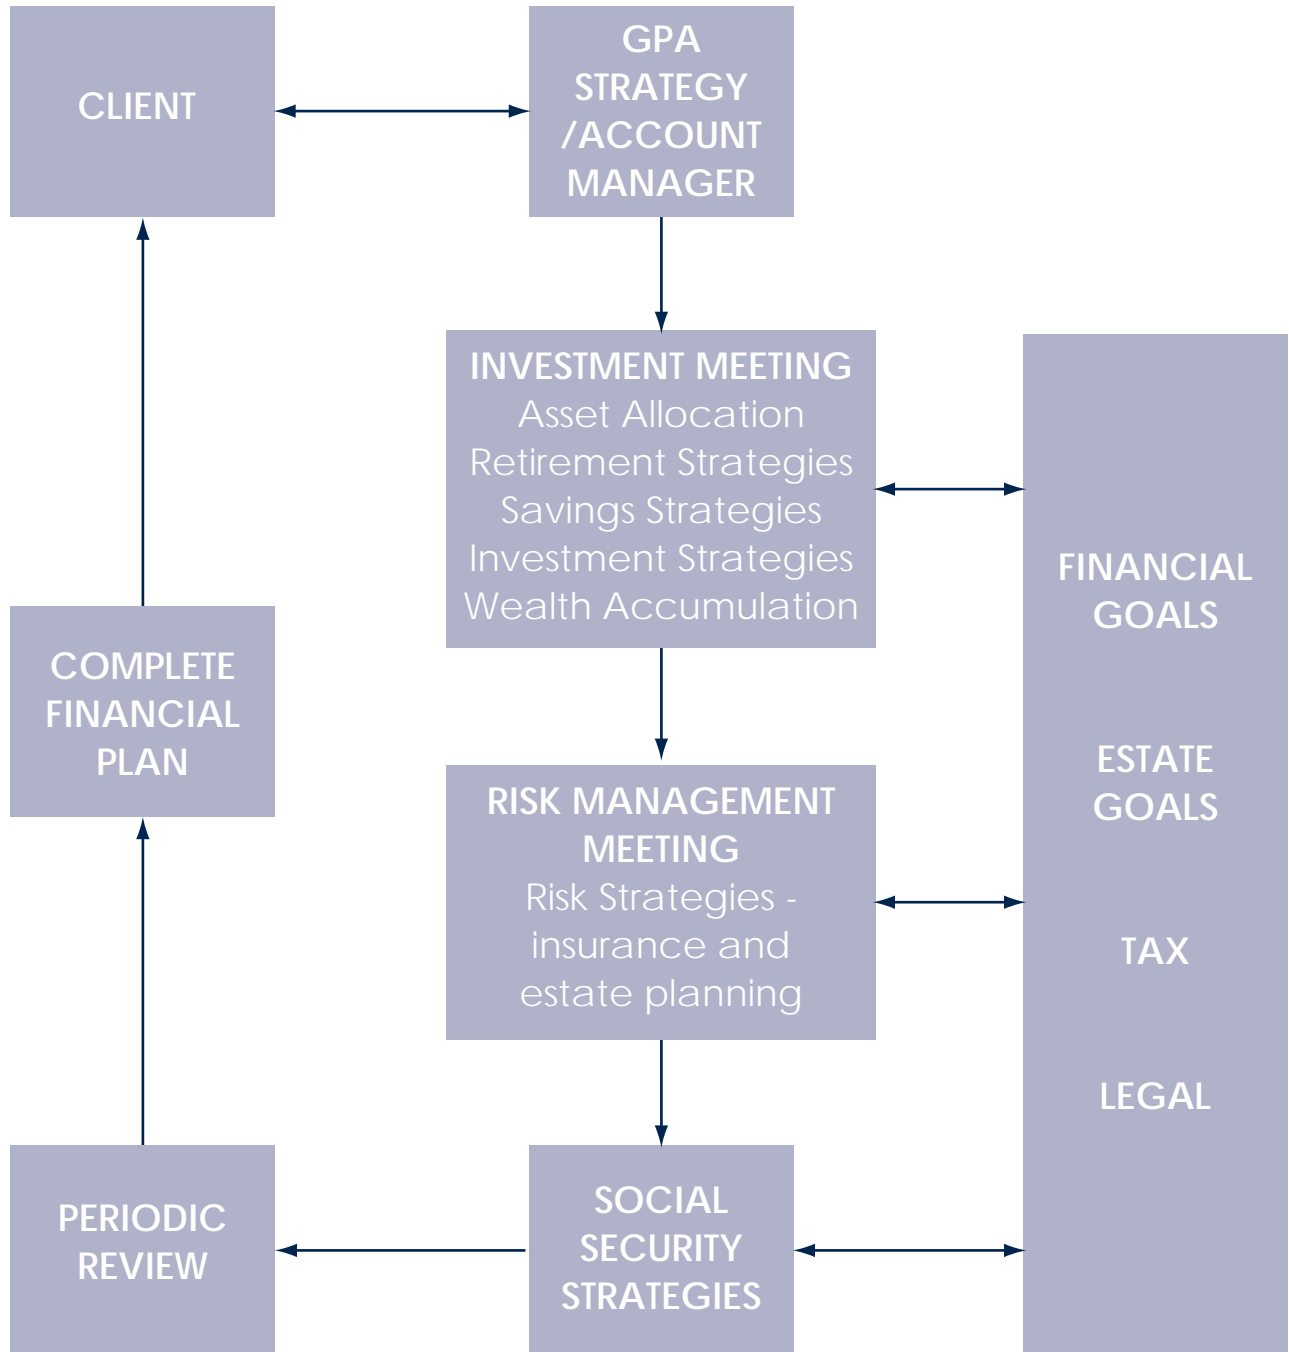 CLIENT
GPA
STRATEGY
/ACCOUNT
MANAGER
INVESTMENT MEETING
Asset Allocation
Retirement Strategies
Savings Strategies
Investment Strategies
Wealth Accumulation
FINANCIAL
GOALS
ESTATE
GOALS
TAX
LEGAL
COMPLETE
FINANCIAL
PLAN
RISK MANAGEMENT
MEETING
Risk Strategies -
insurance and
estate planning
PERIODIC
REVIEW
SOCIAL
SECURITY
STRATEGIES